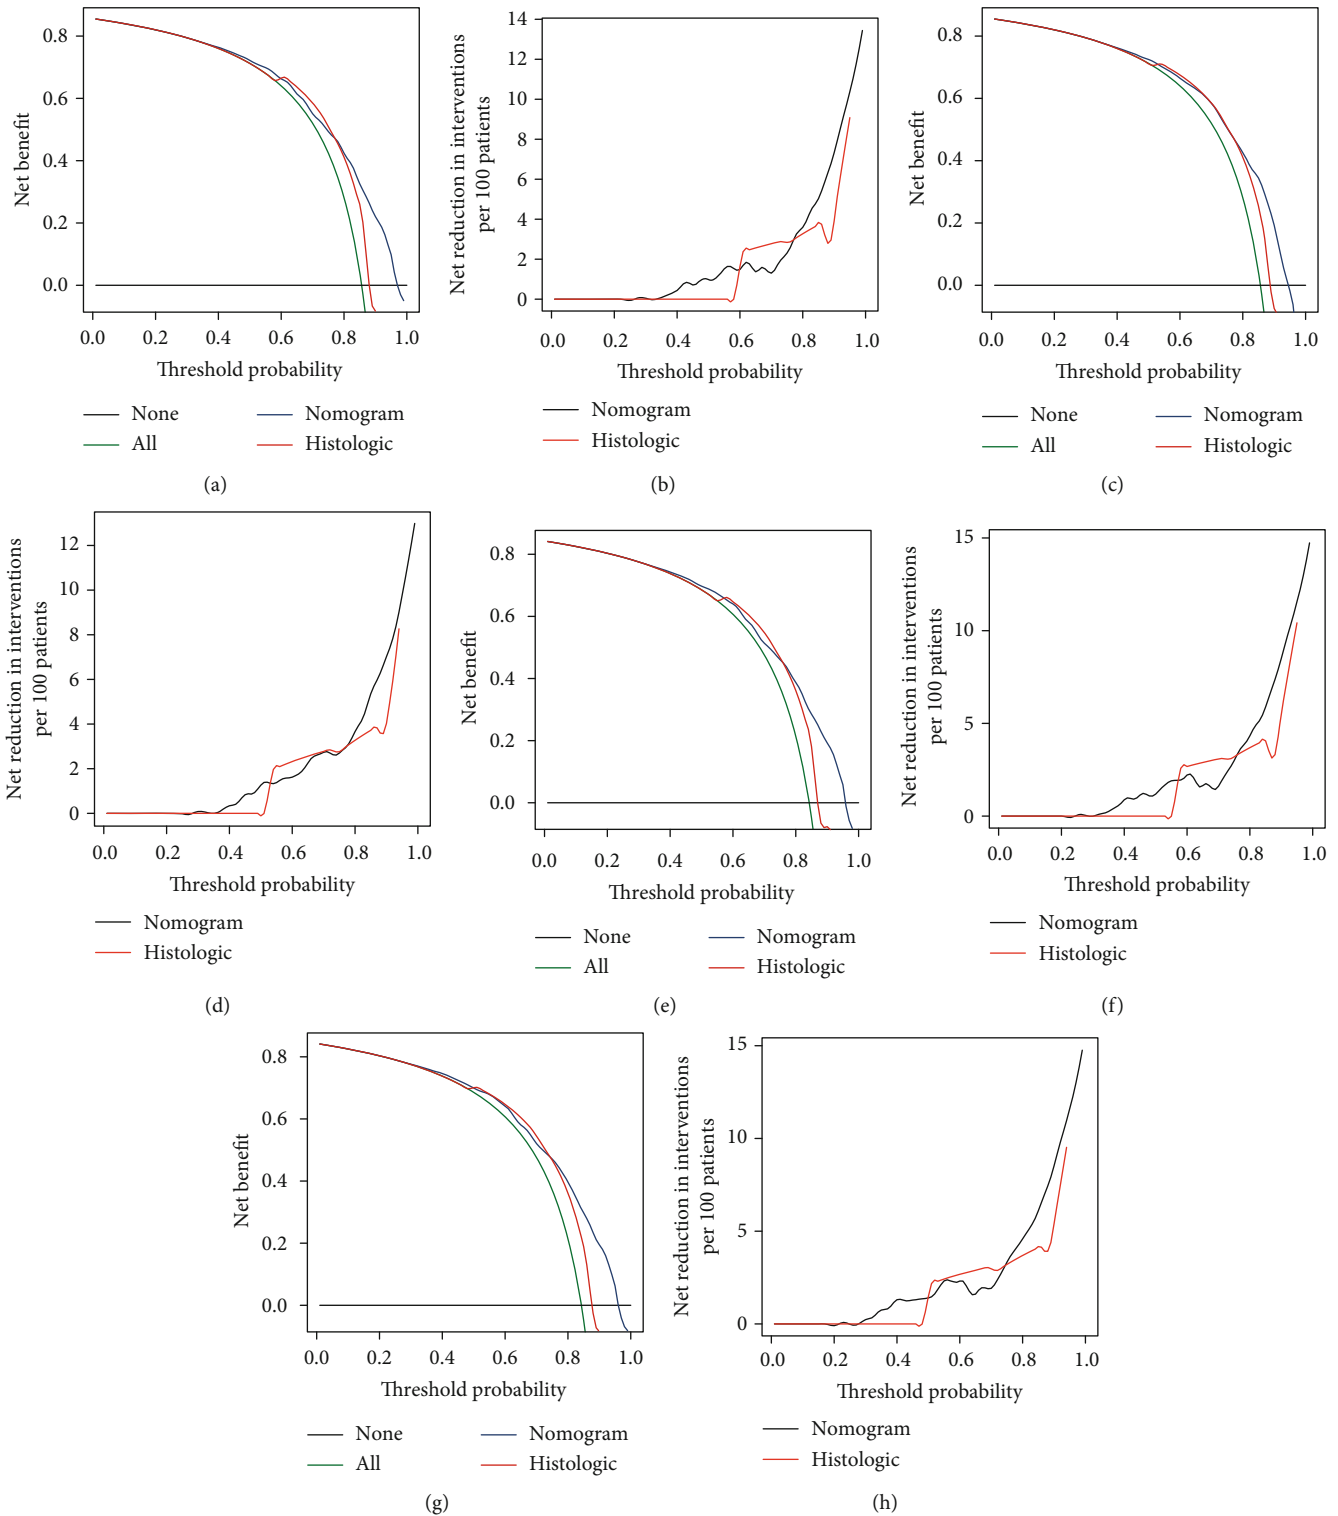 Net benefit
0.8
0.6
0.4
0.2
0.0
0.0 0.2 0.4 0.6 0.8 1.0
Threshold probability
None Nomogram
All Histologic
(a)
Net reduction in interventions
per 100 patients
14
12
10
8
6
4
2
0
0.0 0.2 0.4 0.6 0.8 1.0
Threshold probability
Nomogram
Histologic
(b)
Net benefit
0.8
0.6
0.4
0.2
0.0
0.0 0.2 0.4 0.6 0.8 1.0
Threshold probability
None Nomogram
All Histologic
(c)
Net reduction in interventions
per 100 patients
12
10
8
6
4
2
0
0.0 0.2 0.4 0.6 0.8 1.0
Threshold probability
Nomogram
Histologic
(d)
Net benefit
0.8
0.6
0.4
0.2
0.0
0.0 0.2 0.4 0.6 0.8 1.0
Threshold probability
None Nomogram
All Histologic
(e)
Net reduction in interventions
per 100 patients
15
10
5
0
0.0 0.2 0.4 0.6 0.8 1.0
Threshold probability
Nomogram
Histologic
(f)
Net benefit
0.8
0.6
0.4
0.2
0.0
0.0 0.2 0.4 0.6 0.8 1.0
Threshold probability
None Nomogram
All Histologic
(g)
Net reduction in interventions
per 100 patients
15
10
5
0
0.0 0.2 0.4 0.6 0.8 1.0
Threshold probability
Nomogram
Histologic
(h)